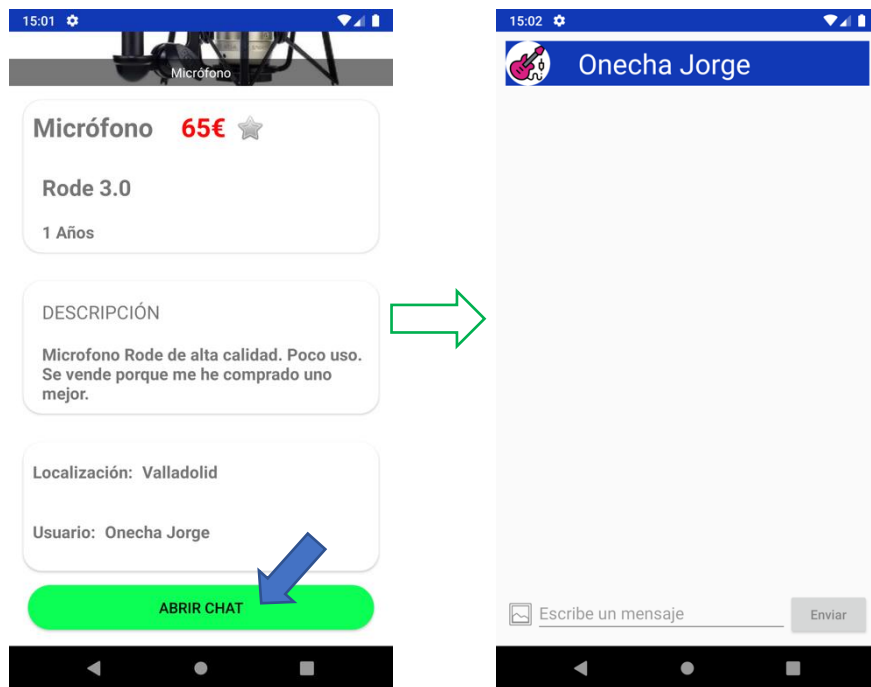 15:01
Micrófono
Micrófono 65€
Rode 3.0
1 Años
DESCRIPCIÓN
Microfono Rode de alta calidad. Poco uso.
Se vende porque me he comprado uno
mejor.
Localización: Valladolid
Usuario: Onecha Jorge
ABRIR CHAT
15:02
Onecha Jorge
Escribe un mensaje
Enviar